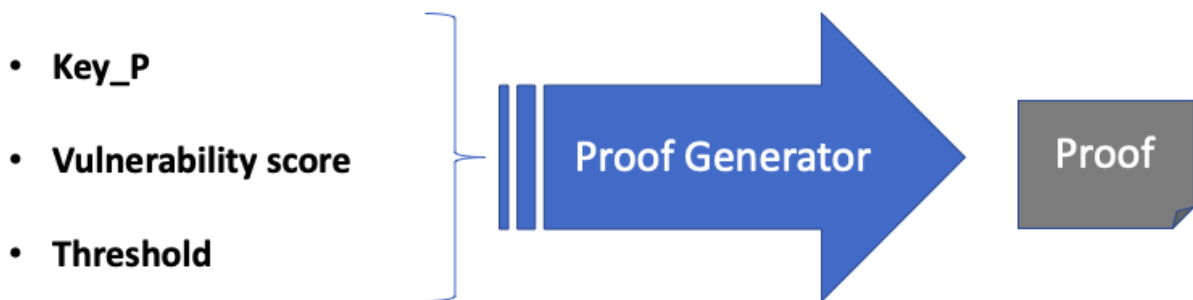 • Key_P
• Vulnerability score
• Threshold
Proof Generator
Proof